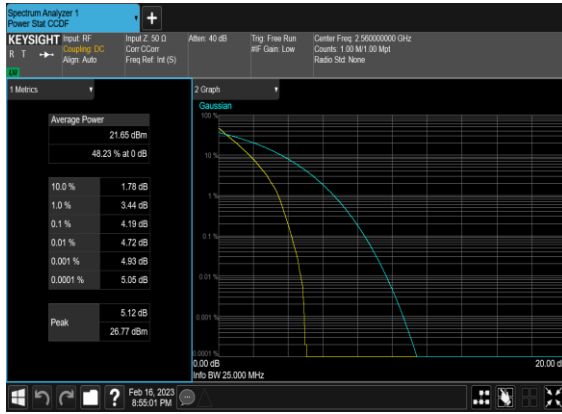 Spectrum Analyzer 1
Power Stat CCDF
+
KEYSIGHT
R T
LU
Input: RF
Coupling: DC
Align: Auto
Input Z: 50 Ω
Corr CCorr
Freq Ref: Int (S)
Atten: 40 dB
Trig: Free Run
#IF Gain: Low
Center Freq: 2.560000000 GHz
Counts: 1.00 M/1.00 Mpt
Radio Std: None
1 Metrics
Average Power
21.65 dBm
48.23 % at 0 dB
10.0 % 1.78 dB
1.0 % 3.44 dB
0.1 % 4.19 dB
0.01 % 4.72 dB
0.001 % 4.93 dB
0.0001 % 5.05 dB
Peak
5.12 dB
26.77 dBm
2 Graph
Gaussian
100 %
10 %
1 %
0.1 %
0.01 %
0.001 %
0.0001 %
0.00 dB
20.00 d
Info BW 25.000 MHz
?
Feb 16, 2023
8:55:01 PM